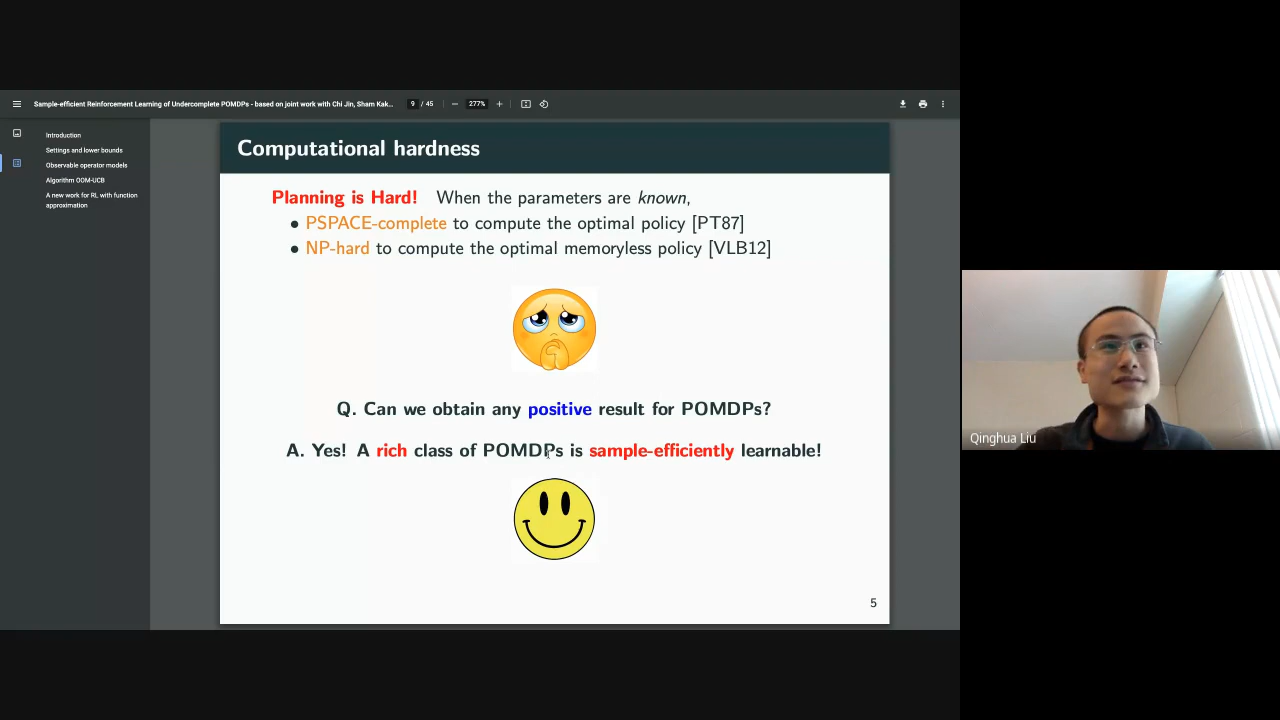 Sample-efficient Reinforcement Learning of Undercomplete POMDPs - based on joint work with Chi Jin, Sham Kak...
9 / 45
277%
Introduction
Settings and lower bounds
Observable operator models
Algorithm OOM-UCB
A new work for RL with function
approximation
Computational hardness
Planning is Hard! When the parameters are known,
• PSPACE-complete to compute the optimal policy [PT87]
• NP-hard to compute the optimal memoryless policy [VLB12]
Q. Can we obtain any positive result for POMDPs?
A. Yes! A rich class of POMDPs is sample-efficiently learnable!
5
Qinghua Liu